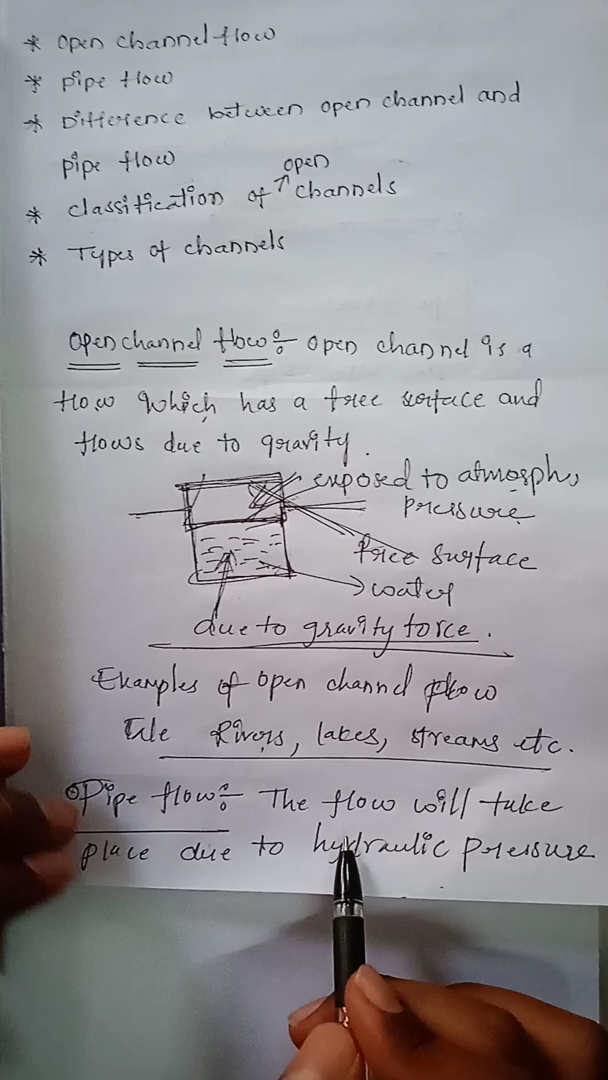 * open channel flow
* pipe flow
* Difference between open channel and
pipe flow
open
* classification of channels
* Types of channels
open channel flow:- open channel is a
flow which has a free surface and
flows due to gravity.
exposed to atmosph,
pressure
free surface
water
due to gravity force.
Examples of open channel flow
Rivers, lakes, streams etc.
Pipe flow:- The flow will take
place due to hydraulic pressure